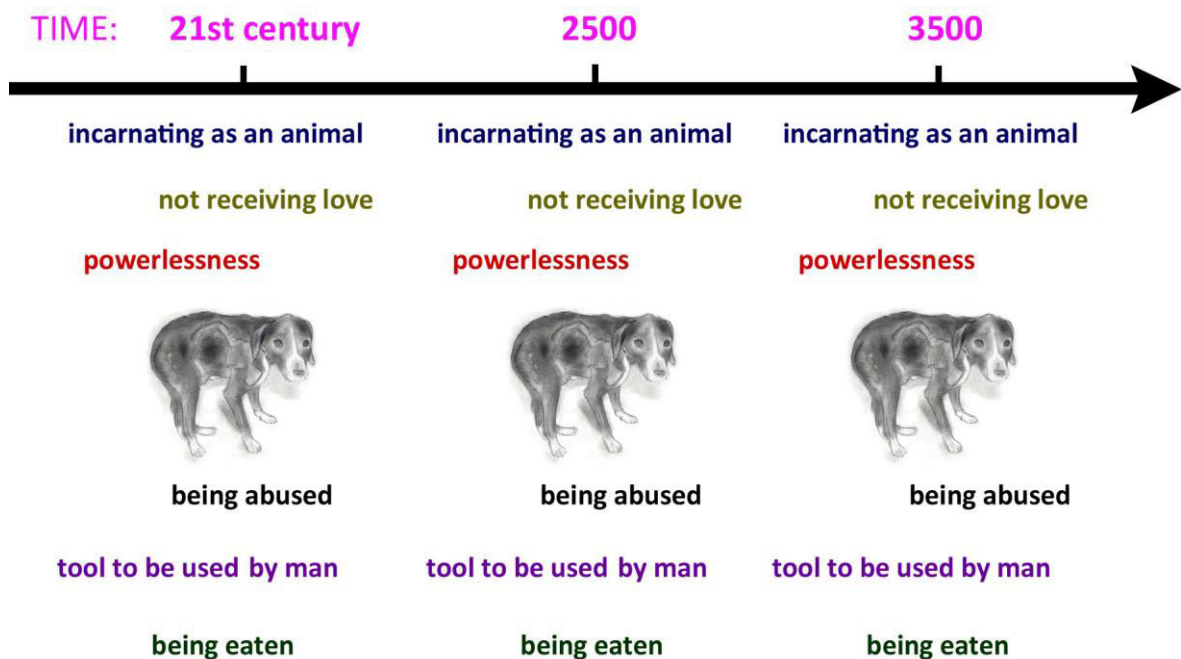 TIME: 21st century 2500 3500
incarnating as an animal incarnating as an animal incarnating as an animal
not receiving love not receiving love not receiving love
powerlessness powerlessness powerlessness
being abused being abused being abused
tool to be used by man tool to be used by man tool to be used by man
being eaten being eaten being eaten